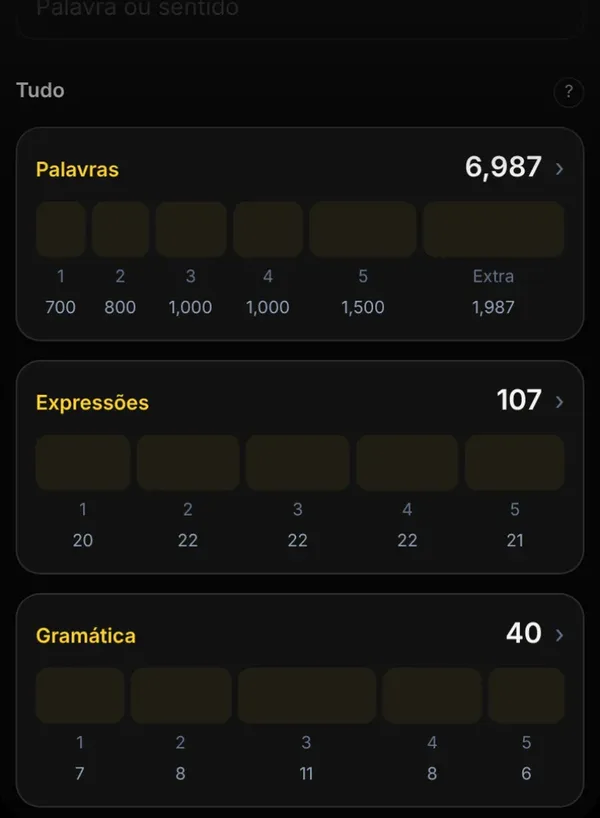 Palavra ou sentido
Tudo
?
Palavras
6,987 ›
1 2 3 4 5 Extra
700 800 1,000 1,000 1,500 1,987
Expressões
107 ›
1 2 3 4 5
20 22 22 22 21
Gramática
40 ›
1 2 3 4 5
7 8 11 8 6